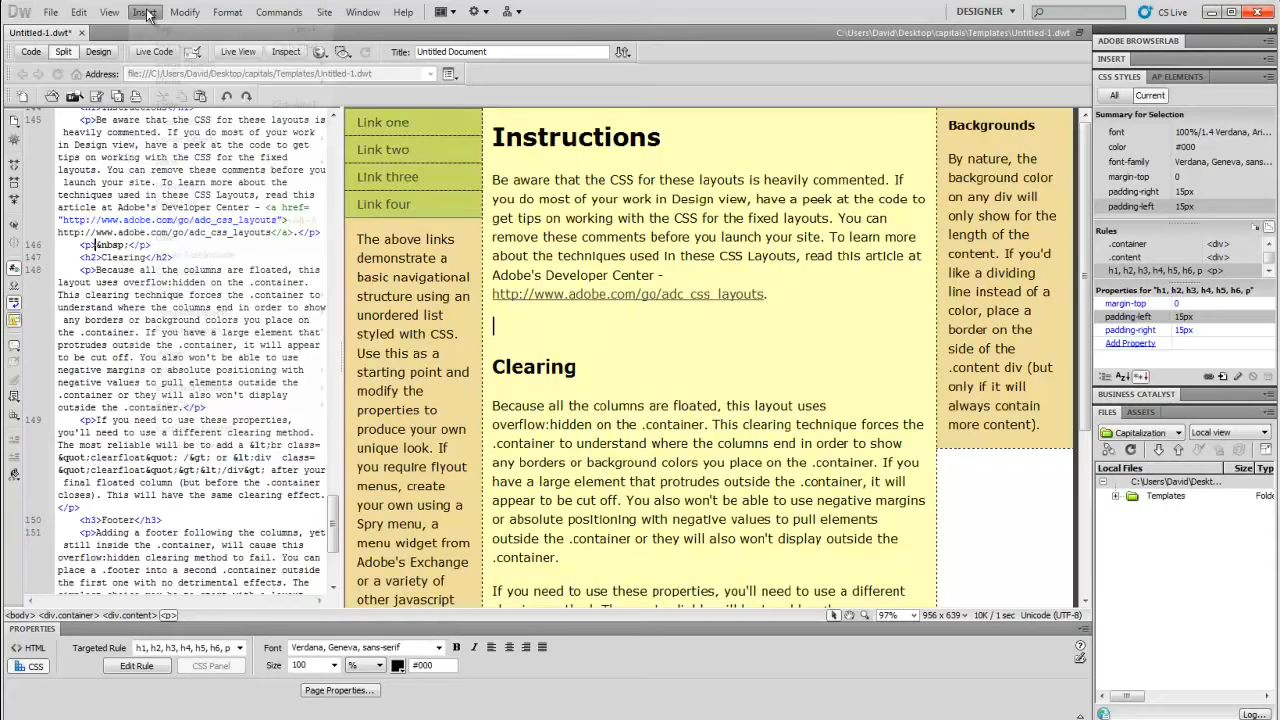 Dw File Edit View Insert Modify Format Commands Site Window Help DESIGNER CS Live
Untitled-1.dwt* C:\Users\David\Desktop\capitals\Templates\Untitled-1.dwt
Code Split Design Live Code Live View Inspect Title: Untitled Document
Address: file:///C|/Users/David/Desktop/capitals/Templates/Untitled-1.dwt
144 <h1>Instructions</h1>
145 <p>Be aware that the CSS for these layouts is
heavily commented. If you do most of your work
in Design view, have a peek at the code to get
tips on working with the CSS for the fixed
layouts. You can remove these comments before you
launch your site. To learn more about the
techniques used in these CSS Layouts, read this
article at Adobe's Developer Center - <a href=
"http://www.adobe.com/go/adc_css_layouts">
http://www.adobe.com/go/adc_css_layouts</a>.</p>
146 <p>&nbsp;</p>
147 <h2>Clearing</h2>
148 <p>Because all the columns are floated, this
layout uses overflow:hidden on the .container.
This clearing technique forces the .container to
understand where the columns end in order to show
any borders or background colors you place on
the .container. If you have a large element that
protrudes outside the .container, it will appear
to be cut off. You also won't be able to use
negative margins or absolute positioning with
negative values to pull elements outside the
.container or they will also won't display
outside the .container.</p>
149 <p>If you need to use these properties,
you'll need to use a different clearing method.
The most reliable will be to add a &lt;br class=
&quot;clearfloat&quot; /&gt; or &lt;div class=
&quot;clearfloat&quot;&gt;&lt;/div&gt; after your
final floated column (but before the .container
closes). This will have the same clearing effect.
</p>
150 <h3>Footer</h3>
151 <p>Adding a footer following the columns, yet
still inside the .container, will cause this
overflow:hidden clearing method to fail. You can
place a .footer into a second .container outside
the first one with no detrimental effects. The
Link one
Link two
Link three
Link four
The above links
demonstrate a
basic navigational
structure using an
unordered list
styled with CSS.
Use this as a
starting point and
modify the
properties to
produce your own
unique look. If
you require flyout
menus, create
your own using a
Spry menu, a
menu widget from
Adobe's Exchange
or a variety of
other javascript
Instructions
Be aware that the CSS for these layouts is heavily commented. If
you do most of your work in Design view, have a peek at the code to
get tips on working with the CSS for the fixed layouts. You can
remove these comments before you launch your site. To learn more
about the techniques used in these CSS Layouts, read this article at
Adobe's Developer Center -
http://www.adobe.com/go/adc_css_layouts.
Clearing
Because all the columns are floated, this layout uses
overflow:hidden on the .container. This clearing technique forces the
.container to understand where the columns end in order to show
any borders or background colors you place on the .container. If you
have a large element that protrudes outside the .container, it will
appear to be cut off. You also won't be able to use negative margins
or absolute positioning with negative values to pull elements
outside the .container or they will also won't display outside the
.container.
If you need to use these properties, you'll need to use a different
Backgrounds
By nature, the
background color
on any div will
only show for the
length of the
content. If you'd
like a dividing
line instead of a
color, place a
border on the
side of the
.content div (but
only if it will
always contain
more content).
ADOBE BROWSERLAB
INSERT
CSS STYLES AP ELEMENTS
All Current
Summary for Selection
font 100%/1.4 Verdana, Ari...
color #000
font-family Verdana, Geneva, sans...
margin-top 0
padding-right 15px
padding-left 15px
Rules
.container <div>
.content <div>
h1, h2, h3, h4, h5, h6, p <p>
Properties for "h1, h2, h3, h4, h5, h6, p"
margin-top 0
padding-left 15px
padding-right 15px
Add Property
BUSINESS CATALYST
FILES ASSETS
Capitalization Local view
Local Files Size Typ
C:\Users\David\Deskt...
Templates Folde
Log...
<body> <div.container> <div.content> <p> 97% 956 x 639 10K / 1 sec Unicode (UTF-8)
PROPERTIES
HTML Targeted Rule h1, h2, h3, h4, h5, h6, p Font Verdana, Geneva, sans-serif B I
CSS Edit Rule CSS Panel Size 100 % #000
Page Properties...